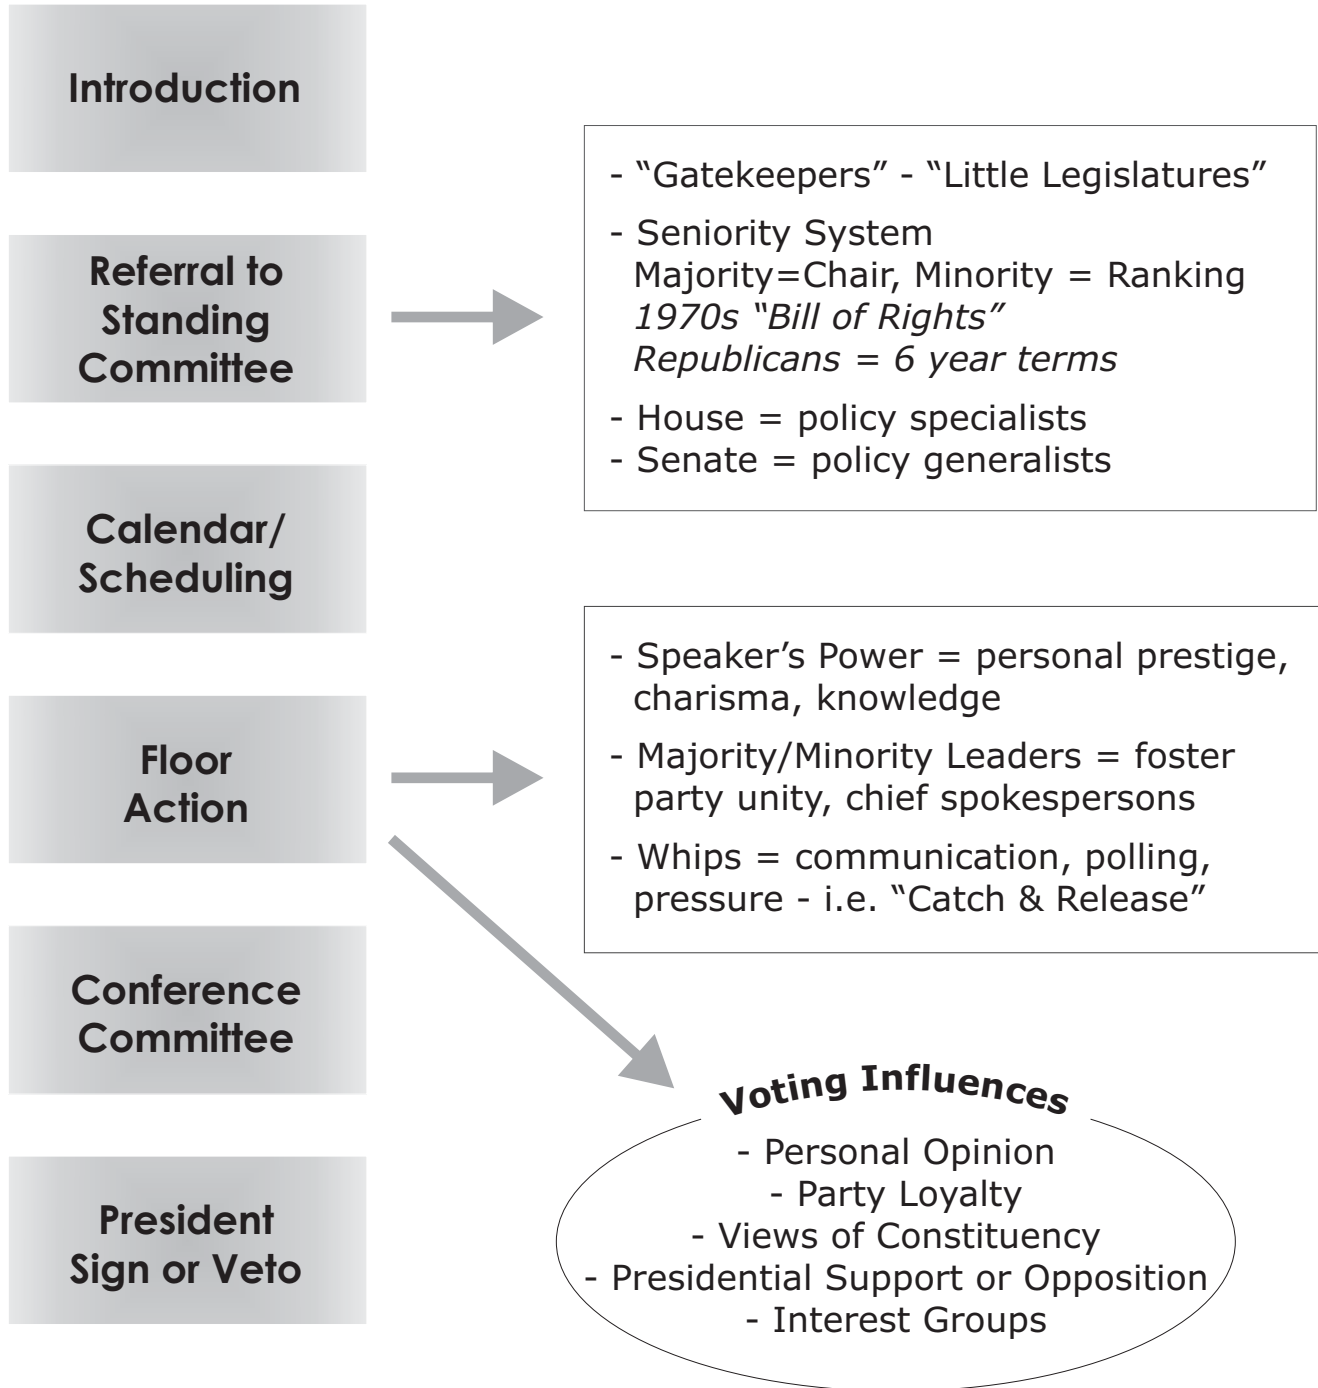 Introduction
Referral to
Standing
Committee
- “Gatekeepers” - “Little Legislatures”
- Seniority System
Majority=Chair, Minority = Ranking
1970s “Bill of Rights”
Republicans = 6 year terms
- House = policy specialists
- Senate = policy generalists
Calendar/
Scheduling
Floor
Action
- Speaker’s Power = personal prestige,
charisma, knowledge
- Majority/Minority Leaders = foster
party unity, chief spokespersons
- Whips = communication, polling,
pressure - i.e. “Catch & Release”
Voting Influences
- Personal Opinion
- Party Loyalty
- Views of Constituency
- Presidential Support or Opposition
- Interest Groups
Conference
Committee
President
Sign or Veto